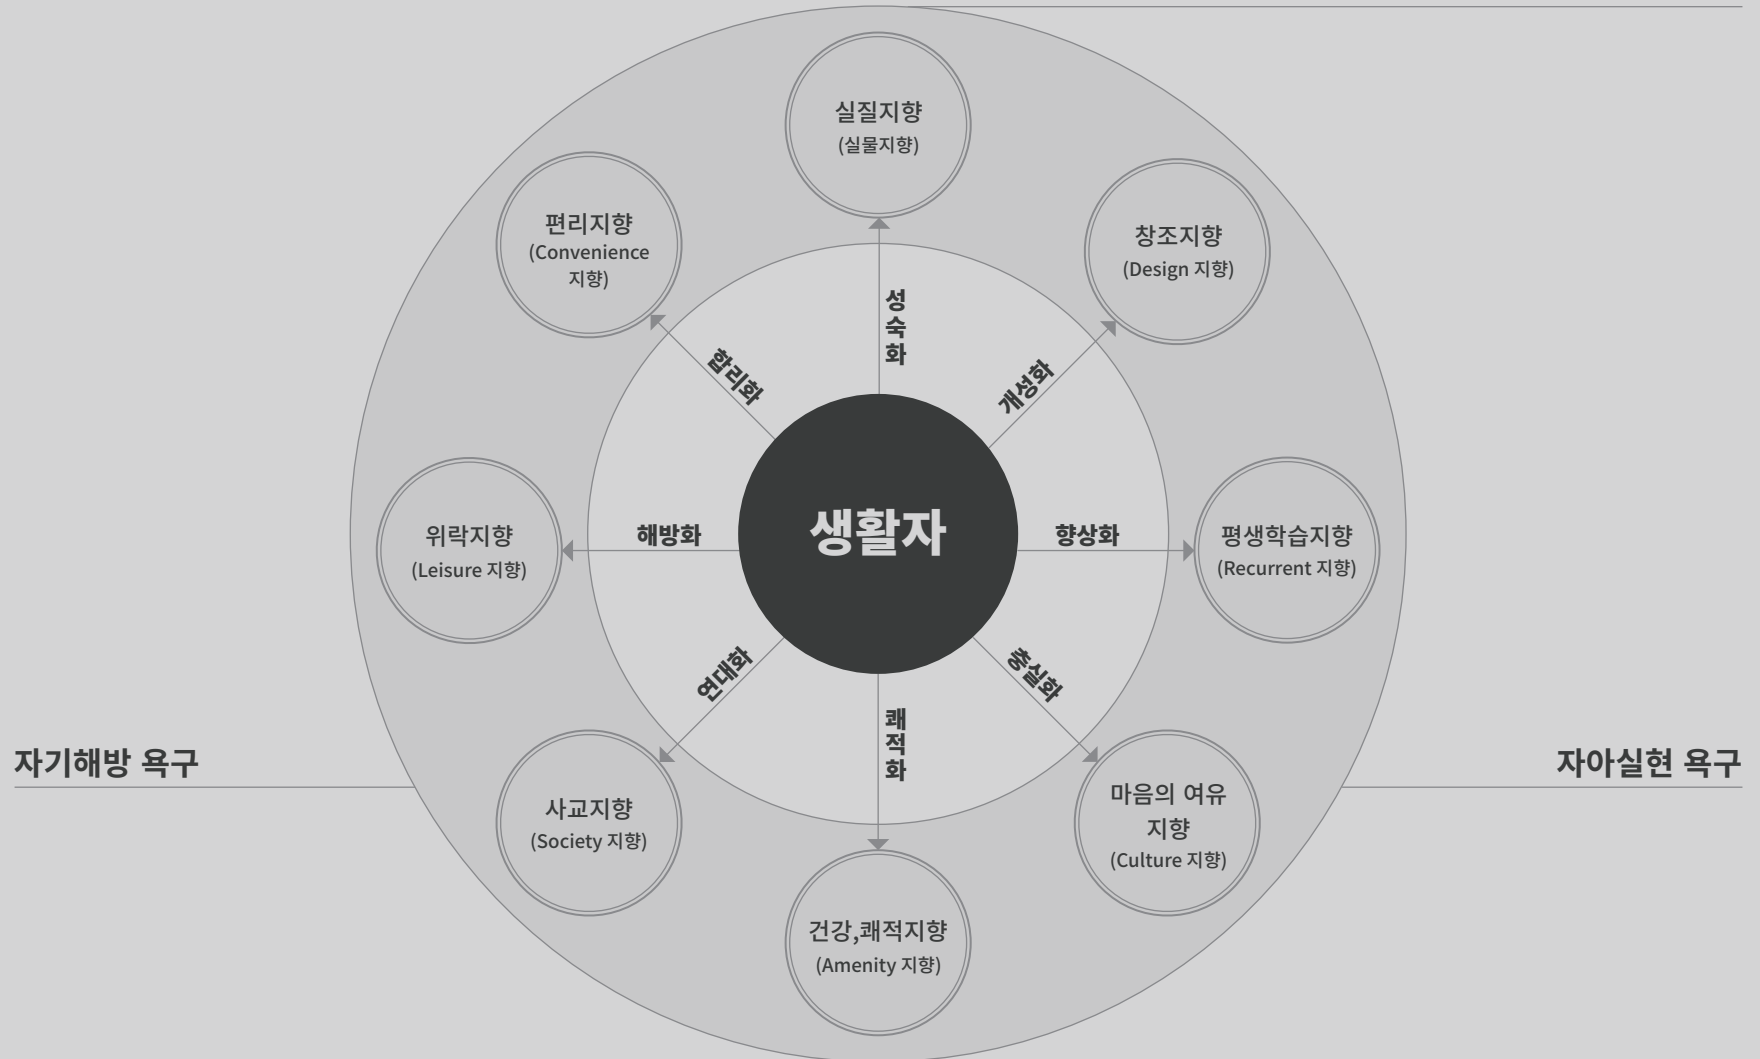 실질지향
(실물지향)
편리지향
(Convenience
지향)
창조지향
(Design 지향)
성숙화
합리화
개성화
위락지향
(Leisure 지향)
해방화
생활자
향상화
평생학습지향
(Recurrent 지향)
연대화
쾌적화
충실화
자기해방 욕구
자아실현 욕구
사교지향
(Society 지향)
마음의 여유
지향
(Culture 지향)
건강,쾌적지향
(Amenity 지향)